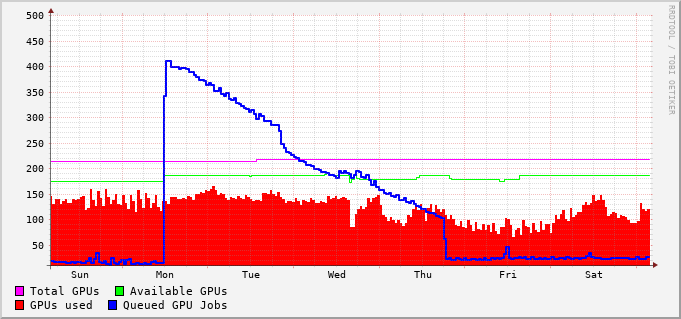 500
450
400
350
300
250
200
150
100
50
Sun Mon Tue Wed Thu Fri Sat
Total GPUs Available GPUs
GPUs used Queued GPU Jobs
RRDTOOL / TOBI OETIKER